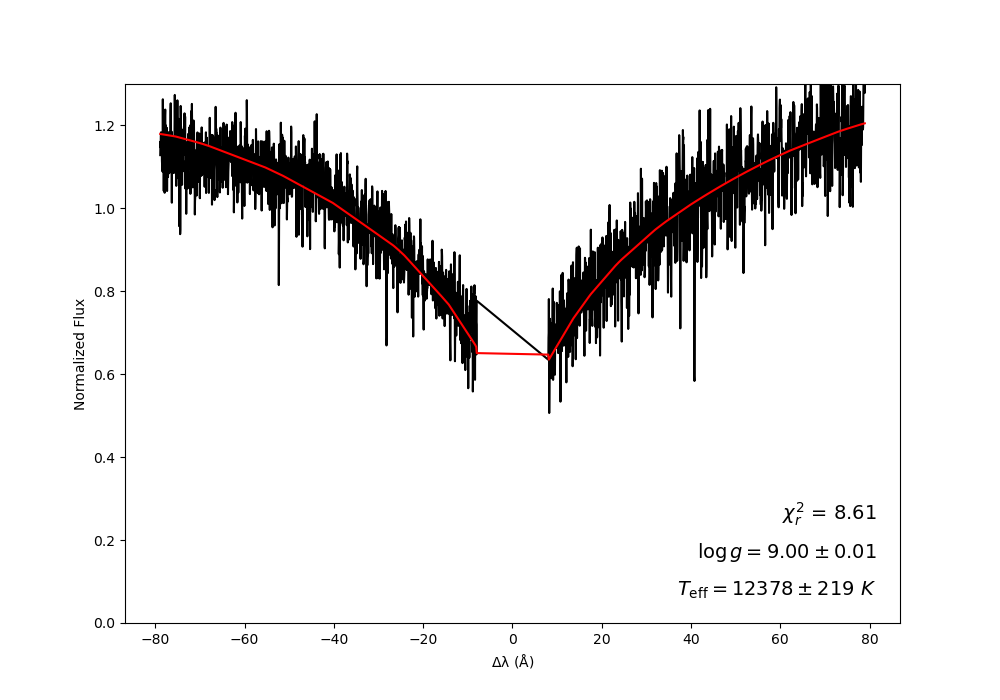 1.2
1.0
0.8
0.6
0.4
0.2
0.0
Normalized Flux
χ²ᵣ = 8.61
log g = 9.00 ± 0.01
T_eff = 12378 ± 219 K
−80 −60 −40 −20 0 20 40 60 80
Δλ (Å)